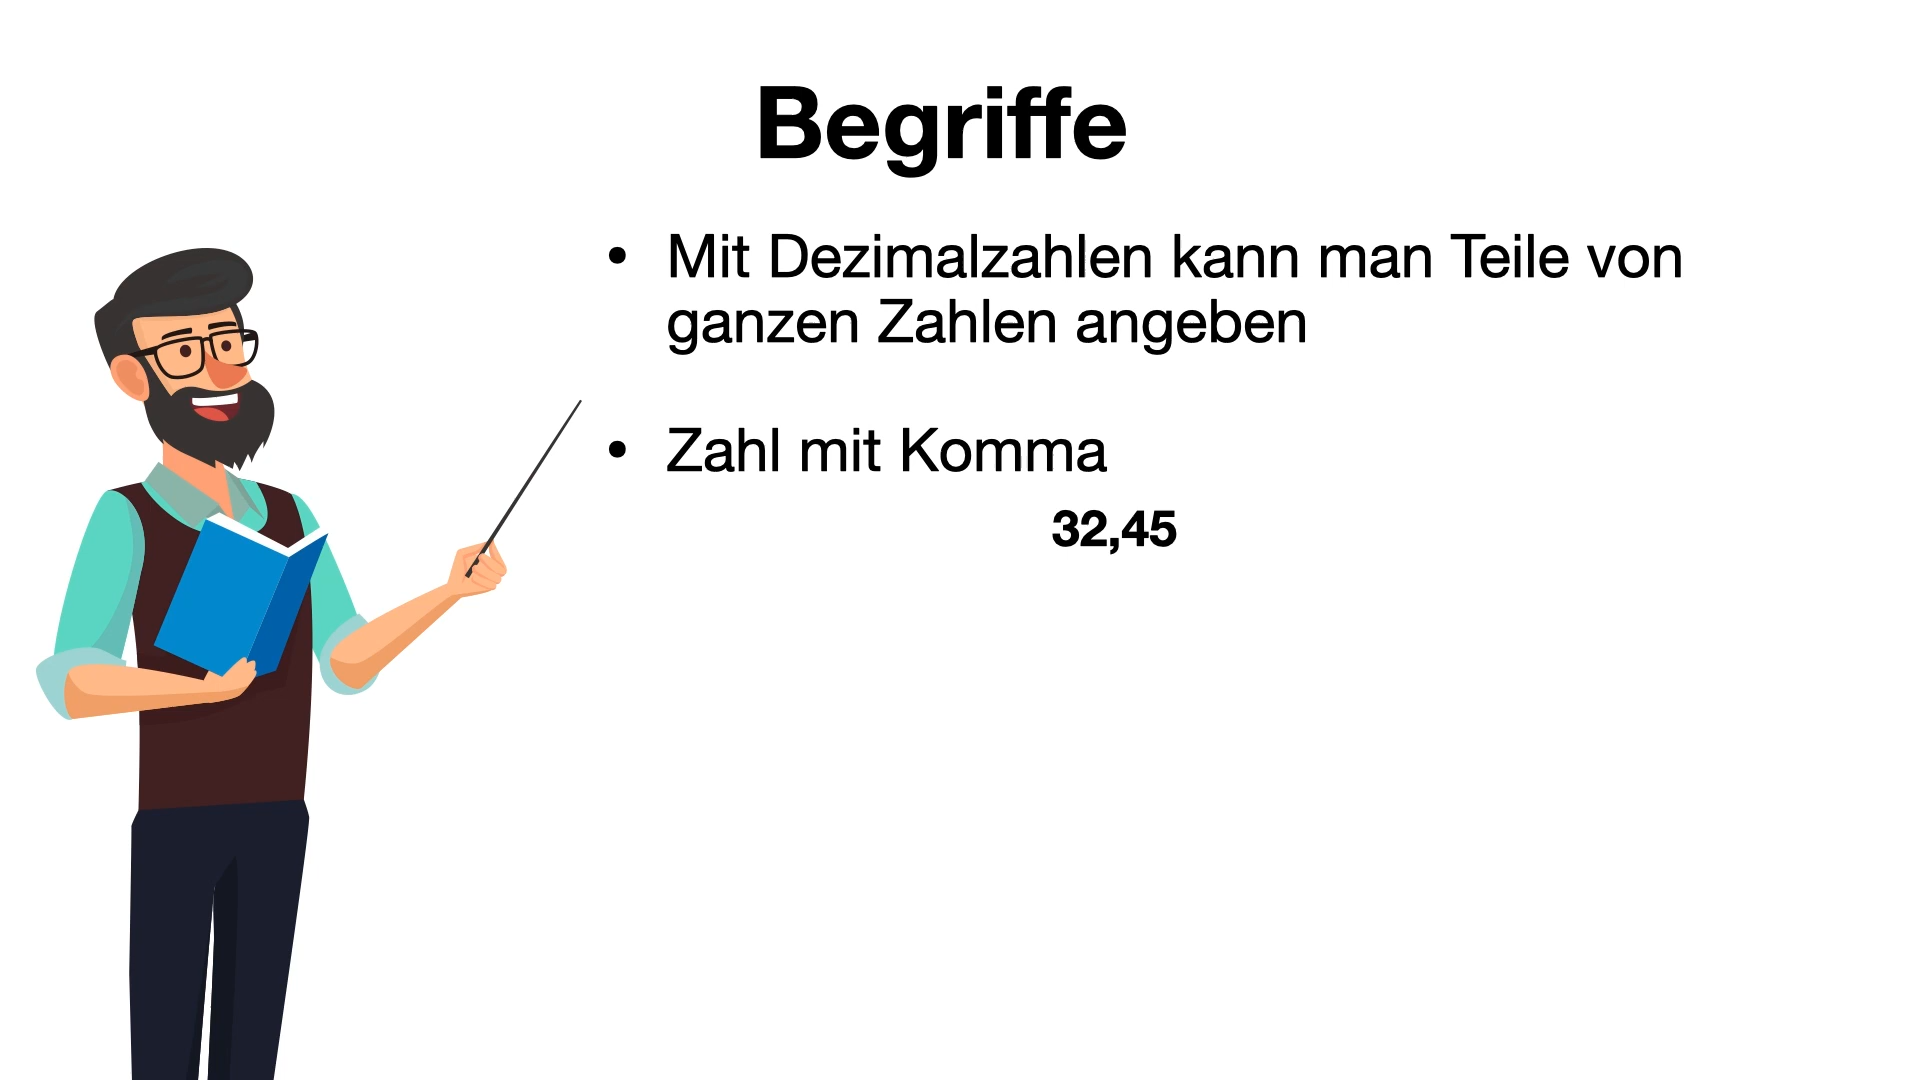 Begriffe
• Mit Dezimalzahlen kann man Teile von
ganzen Zahlen angeben
• Zahl mit Komma
32,45